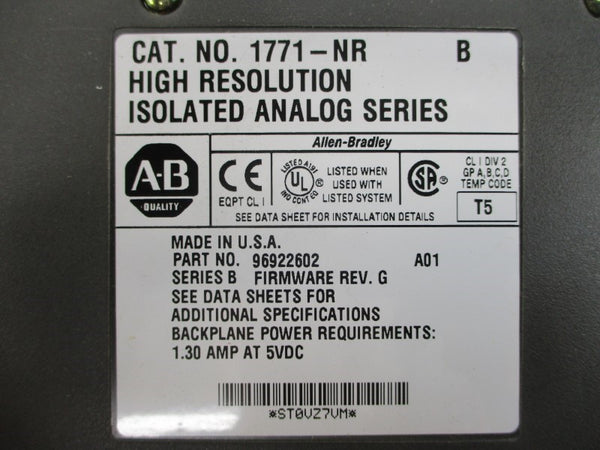 CAT. NO. 1771-NR B
HIGH RESOLUTION
ISOLATED ANALOG SERIES
Allen-Bradley
A-B
QUALITY
CE
EQPT CL I
LISTED A191
UL
®
IND CONT EQ
LISTED WHEN
USED WITH
LISTED SYSTEM
SA
®
CL I DIV 2
GP A,B,C,D
TEMP CODE
T5
SEE DATA SHEET FOR INSTALLATION DETAILS
MADE IN U.S.A.
PART NO. 96922602 A01
SERIES B FIRMWARE REV. G
SEE DATA SHEETS FOR
ADDITIONAL SPECIFICATIONS
BACKPLANE POWER REQUIREMENTS:
1.30 AMP AT 5VDC
*ST0VZ7VM*